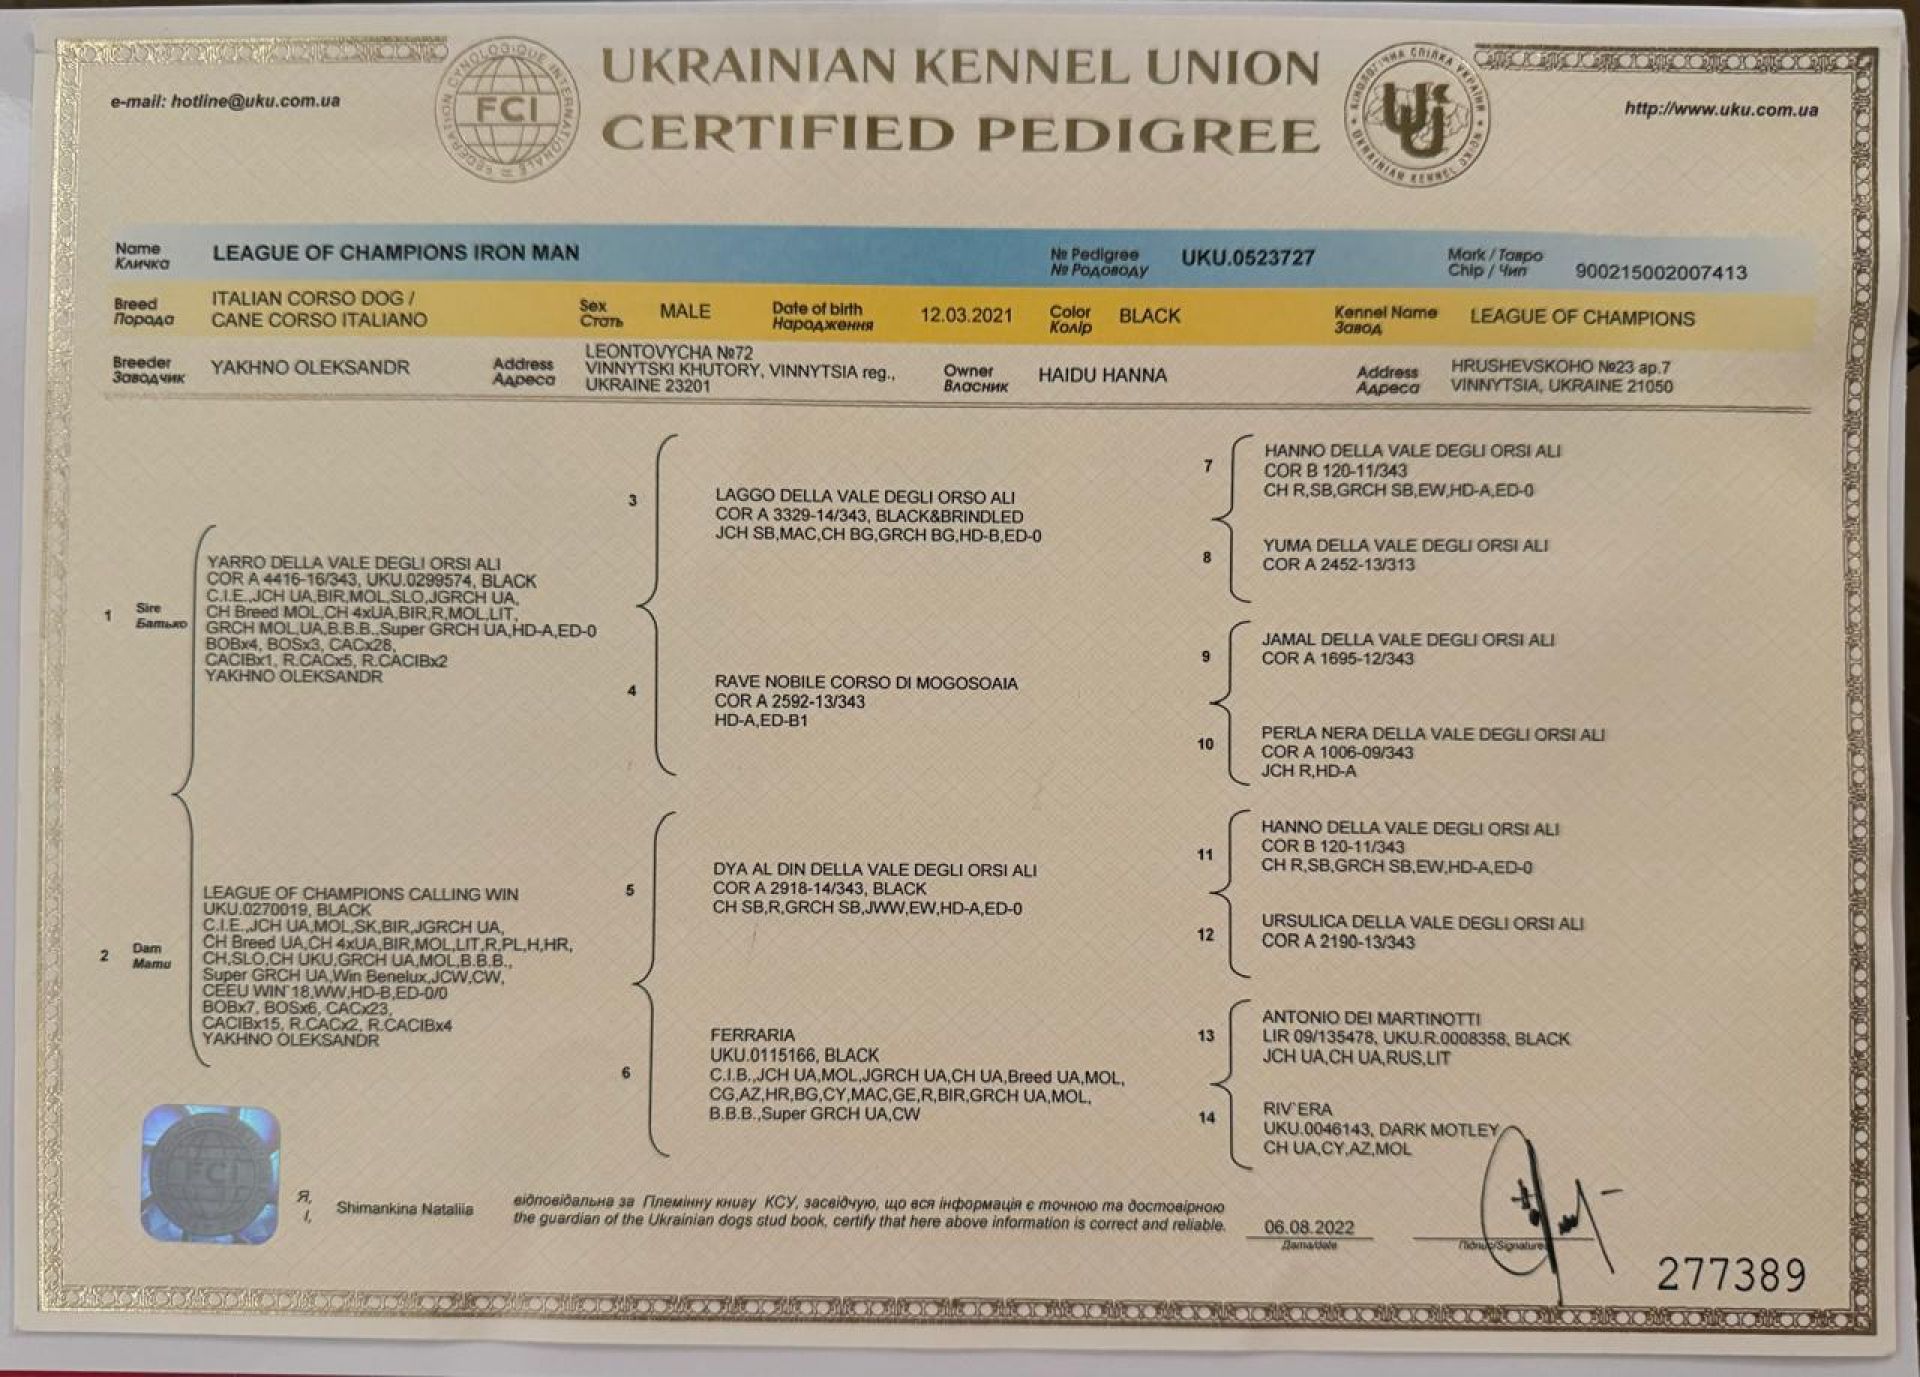 UKRAINIAN KENNEL UNION
CERTIFIED PEDIGREE
e-mail: hotline@uku.com.ua
FEDERATION CYNOLOGIQUE INTERNATIONALE
FCI
КІНОЛОГІЧНА СПІЛКА УКРАЇНИ
UKRAINIAN KENNEL UNION
http://www.uku.com.ua
Name
Кличка
LEAGUE OF CHAMPIONS IRON MAN
№ Pedigree
№ Родоводу
UKU.0523727
Mark / Тавро
Chip / Чип
900215002007413
Breed
Порода
ITALIAN CORSO DOG /
CANE CORSO ITALIANO
Sex
Стать
MALE
Date of birth
Народження
12.03.2021
Color
Колір
BLACK
Kennel Name
Завод
LEAGUE OF CHAMPIONS
Breeder
Заводчик
YAKHNO OLEKSANDR
Address
Адреса
LEONTOVYCHA №72
VINNYTSKI KHUTORY, VINNYTSIA reg.,
UKRAINE 23201
Owner
Власник
HAIDU HANNA
Address
Адреса
HRUSHEVSKOHO №23 ap.7
VINNYTSIA, UKRAINE 21050
1
Sire
Батько
YARRO DELLA VALE DEGLI ORSI ALI
COR A 4416-16/343, UKU.0299574, BLACK
C.I.E.,JCH UA,BIR,MOL,SLO,JGRCH UA,
CH Breed MOL,CH 4xUA,BIR,R,MOL,LIT,
GRCH MOL,UA,B.B.B.,Super GRCH UA,HD-A,ED-0
BOBx4, BOSx3, CACx28,
CACIBx1, R.CACx5, R.CACIBx2
YAKHNO OLEKSANDR
2
Dam
Мати
LEAGUE OF CHAMPIONS CALLING WIN
UKU.0270019, BLACK
C.I.E.,JCH UA,MOL,SK,BIR,JGRCH UA,
CH Breed UA,CH 4xUA,BIR,MOL,LIT,R,PL,H,HR,
CH,SLO,CH UKU,GRCH UA,MOL,B.B.B.,
Super GRCH UA,Win Benelux,JCW,CW,
CEEU WIN`18,WW,HD-B,ED-0/0
BOBx7, BOSx6, CACx23,
CACIBx15, R.CACx2, R.CACIBx4
YAKHNO OLEKSANDR
3
LAGGO DELLA VALE DEGLI ORSO ALI
COR A 3329-14/343, BLACK&BRINDLED
JCH SB,MAC,CH BG,GRCH BG,HD-B,ED-0
4
RAVE NOBILE CORSO DI MOGOSOAIA
COR A 2592-13/343
HD-A,ED-B1
5
DYA AL DIN DELLA VALE DEGLI ORSI ALI
COR A 2918-14/343, BLACK
CH SB,R,GRCH SB,JWW,EW,HD-A,ED-0
6
FERRARIA
UKU.0115166, BLACK
C.I.B.,JCH UA,MOL,JGRCH UA,CH UA,Breed UA,MOL,
CG,AZ,HR,BG,CY,MAC,GE,R,BIR,GRCH UA,MOL,
B.B.B.,Super GRCH UA,CW
7
HANNO DELLA VALE DEGLI ORSI ALI
COR B 120-11/343
CH R,SB,GRCH SB,EW,HD-A,ED-0
8
YUMA DELLA VALE DEGLI ORSI ALI
COR A 2452-13/313
9
JAMAL DELLA VALE DEGLI ORSI ALI
COR A 1695-12/343
10
PERLA NERA DELLA VALE DEGLI ORSI ALI
COR A 1006-09/343
JCH R,HD-A
11
HANNO DELLA VALE DEGLI ORSI ALI
COR B 120-11/343
CH R,SB,GRCH SB,EW,HD-A,ED-0
12
URSULICA DELLA VALE DEGLI ORSI ALI
COR A 2190-13/343
13
ANTONIO DEI MARTINOTTI
LIR 09/135478, UKU.R.0008358, BLACK
JCH UA,CH UA,RUS,LIT
14
RIV`ERA
UKU.0046143, DARK MOTLEY
CH UA,CY,AZ,MOL
FCI
Я,
I,
Shimankina Nataliia
відповідальна за Племінну книгу КСУ, засвідчую, що вся інформація є точною та достовірною
the guardian of the Ukrainian dogs stud book, certify that here above information is correct and reliable.
06.08.2022
Дата/date
Підпис/Signature
277389